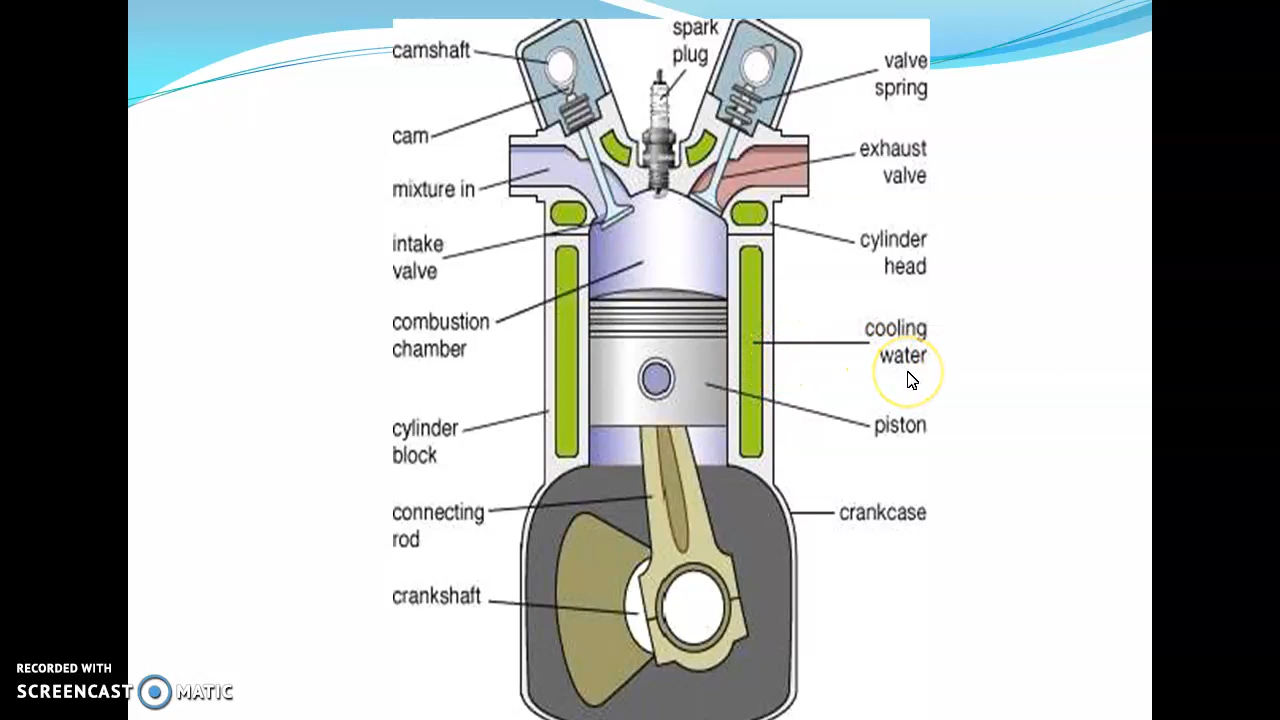 camshaft
cam
mixture in
intake
valve
combustion
chamber
cylinder
block
connecting
rod
crankshaft
spark
plug
valve
spring
exhaust
valve
cylinder
head
cooling
water
piston
crankcase
RECORDED WITH
SCREENCAST MATIC